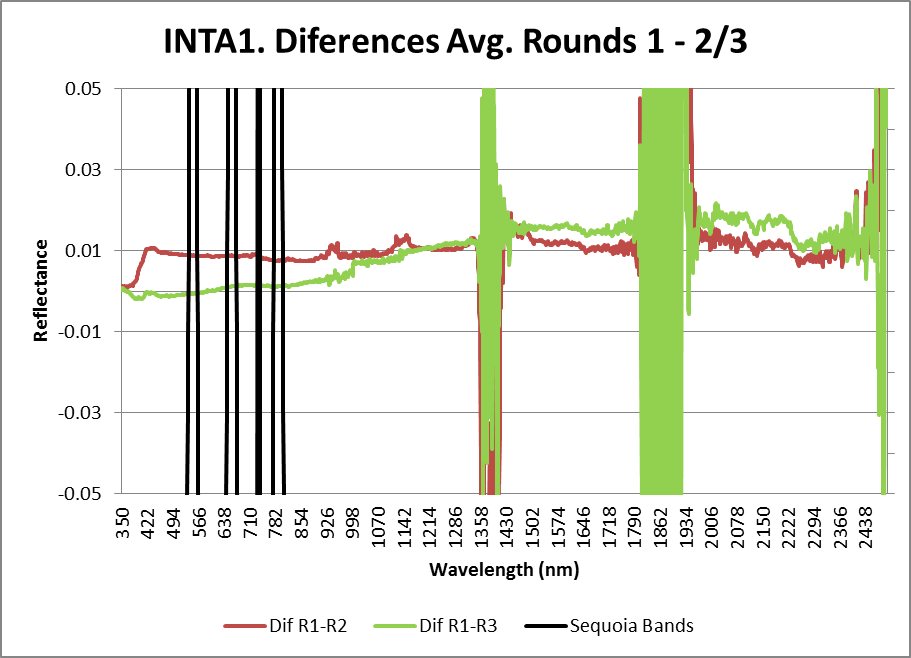 INTA1. Diferences Avg. Rounds 1 - 2/3
0.05
0.03
0.01
-0.01
-0.03
-0.05
Reflectance
350 422 494 566 638 710 782 854 926 998 1070 1142 1214 1286 1358 1430 1502 1574 1646 1718 1790 1862 1934 2006 2078 2150 2222 2294 2366 2438
Wavelength (nm)
Dif R1-R2 Dif R1-R3 Sequoia Bands